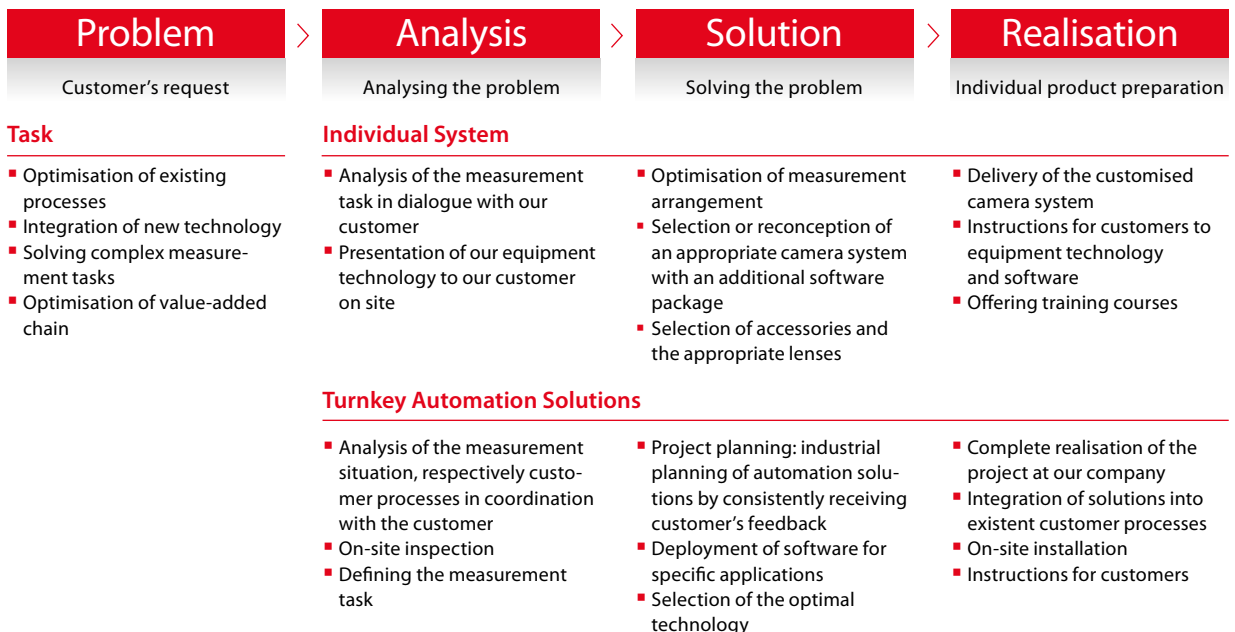 Problem
Analysis
Solution
Realisation
Customer’s request
Analysing the problem
Solving the problem
Individual product preparation
Task
Optimisation of existing
processes
Integration of new technology
Solving complex measure-
ment tasks
Optimisation of value-added
chain
Individual System
Analysis of the measurement
task in dialogue with our
customer
Presentation of our equipment
technology to our customer
on site
Optimisation of measurement
arrangement
Selection or reconception of
an appropriate camera system
with an additional software
package
Selection of accessories and
the appropriate lenses
Delivery of the customised
camera system
Instructions for customers to
equipment technology
and software
Offering training courses
Turnkey Automation Solutions
Analysis of the measurement
situation, respectively custo-
mer processes in coordination
with the customer
On-site inspection
Defining the measurement
task
Project planning: industrial
planning of automation solu-
tions by consistently receiving
customer’s feedback
Deployment of software for
specific applications
Selection of the optimal
technology
Complete realisation of the
project at our company
Integration of solutions into
existent customer processes
On-site installation
Instructions for customers